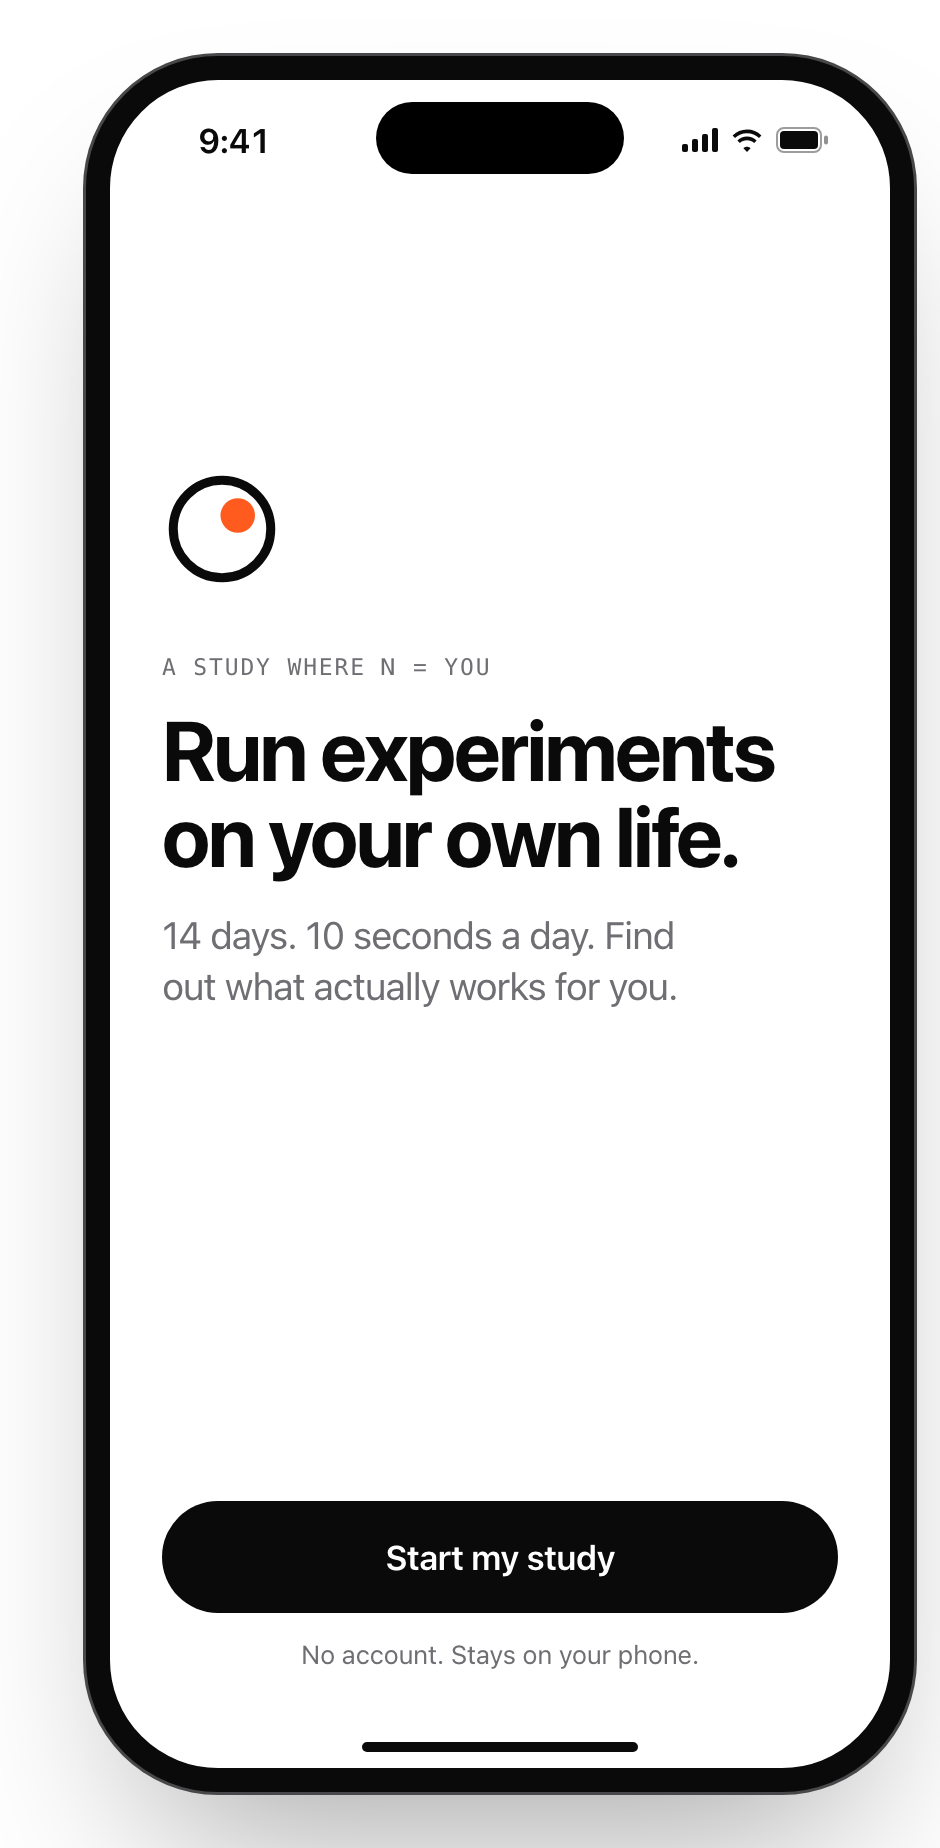 9:41
A STUDY WHERE N = YOU
Run experiments
on your own life.
14 days. 10 seconds a day. Find
out what actually works for you.
Start my study
No account. Stays on your phone.